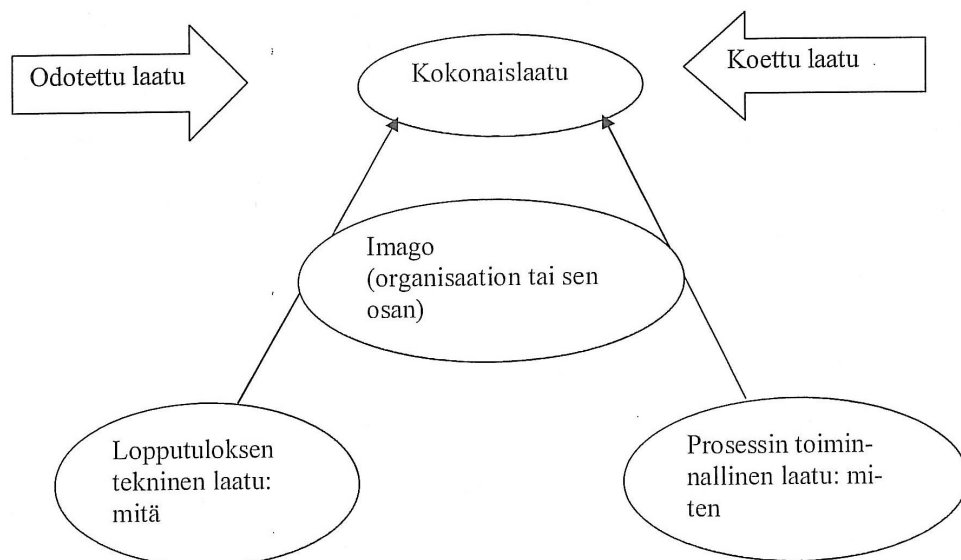 Odotettu laatu
Kokonaislaatu
Koettu laatu
Imago
(organisaation tai sen
osan)
Lopputuloksen
tekninen laatu:
mitä
Prosessin toimin-
nallinen laatu: mi-
ten